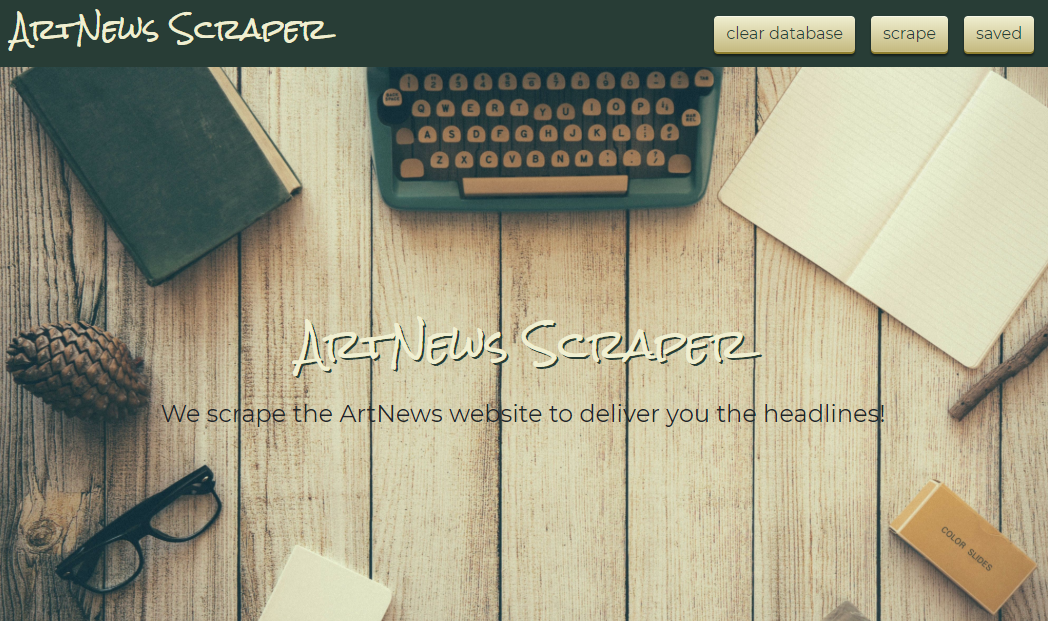 ArtNews Scraper
clear database
scrape
saved
Q W E R T Y U I O P
A S D F G H J K L
Z X C V B N M
ArtNews Scraper
We scrape the ArtNews website to deliver you the headlines!
COLOR SLIDES